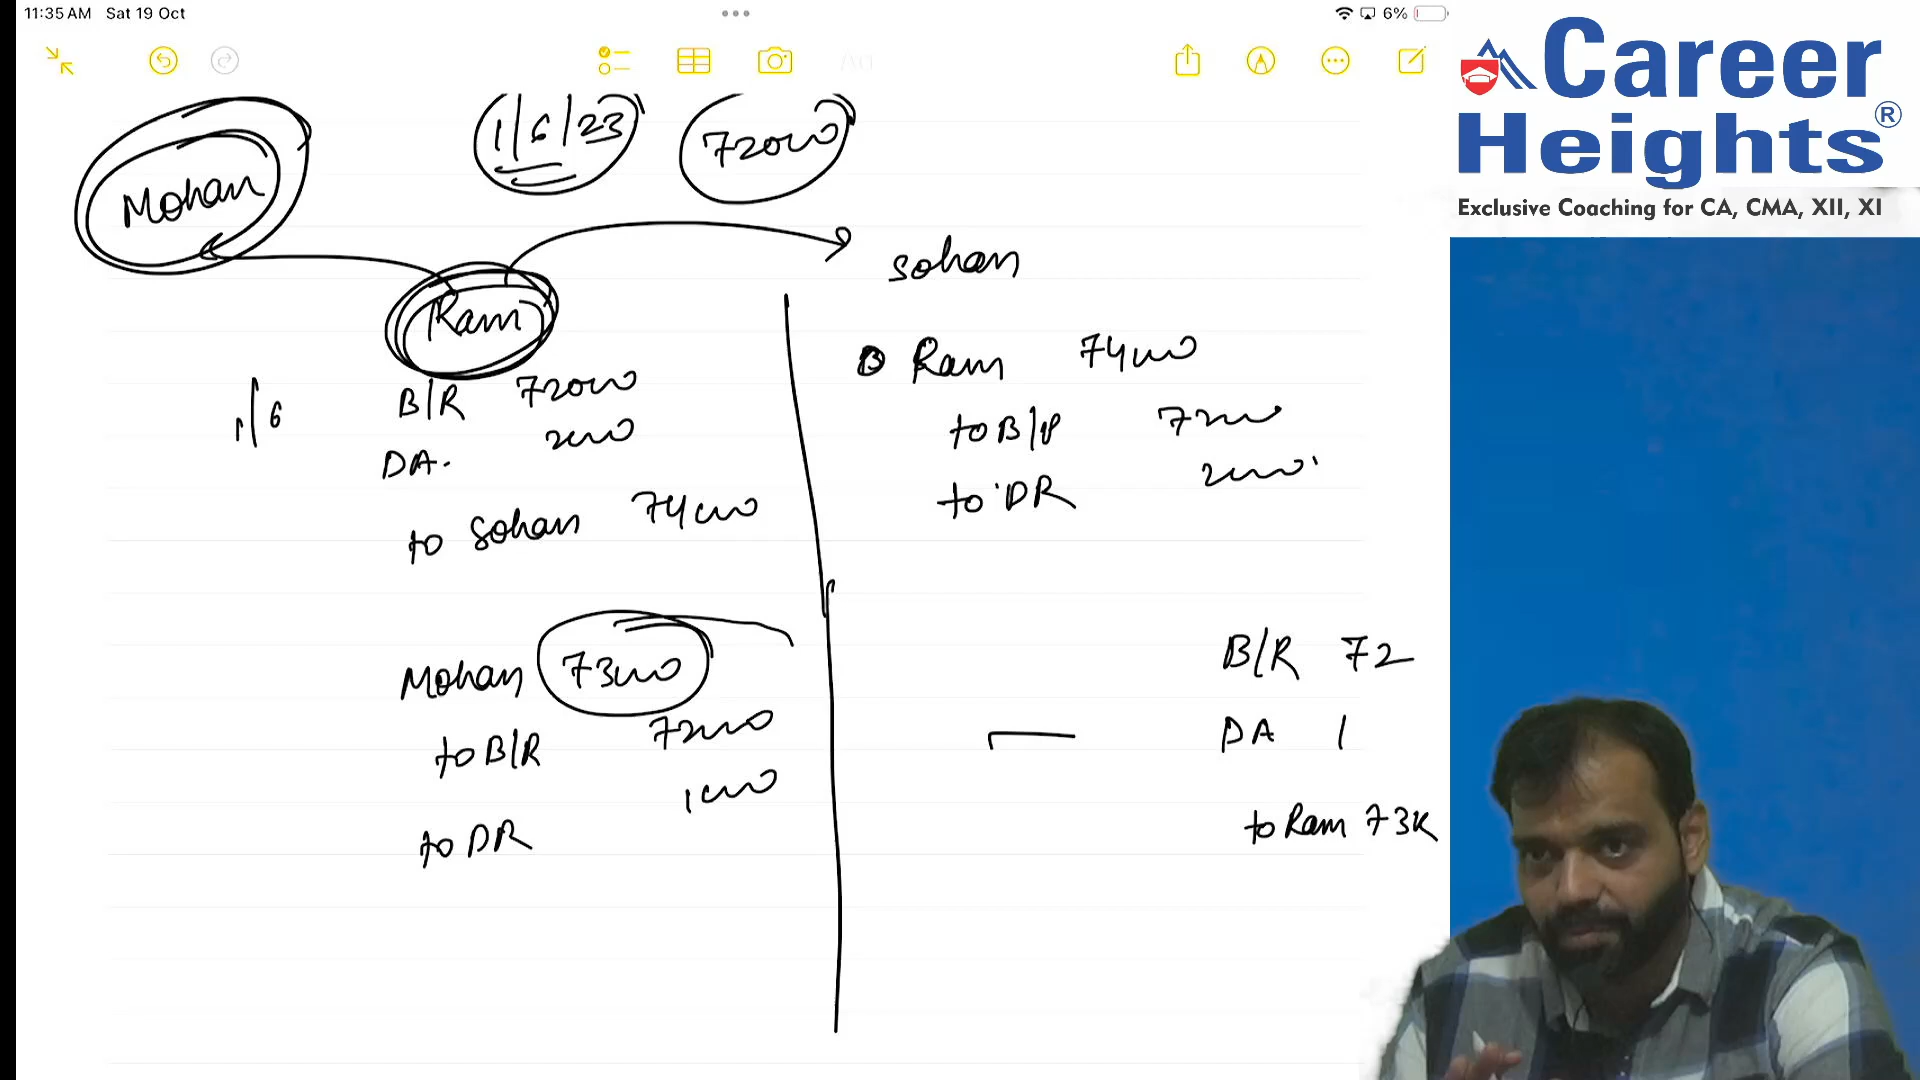 11:35 AM Sat 19 Oct
6%
Career
Heights®
Exclusive Coaching for CA, CMA, XII, XI
Mohan
1/6/23
72000
Sohan
Ram
1/6
B/R 72000
DA. 2000
to Sohan 74000
Ram 74000
to B/P 72000
to DR 2000
Mohan 73000
to B/R 72000
to DR 1000
B/R 72
DA 1
to Ram 73K